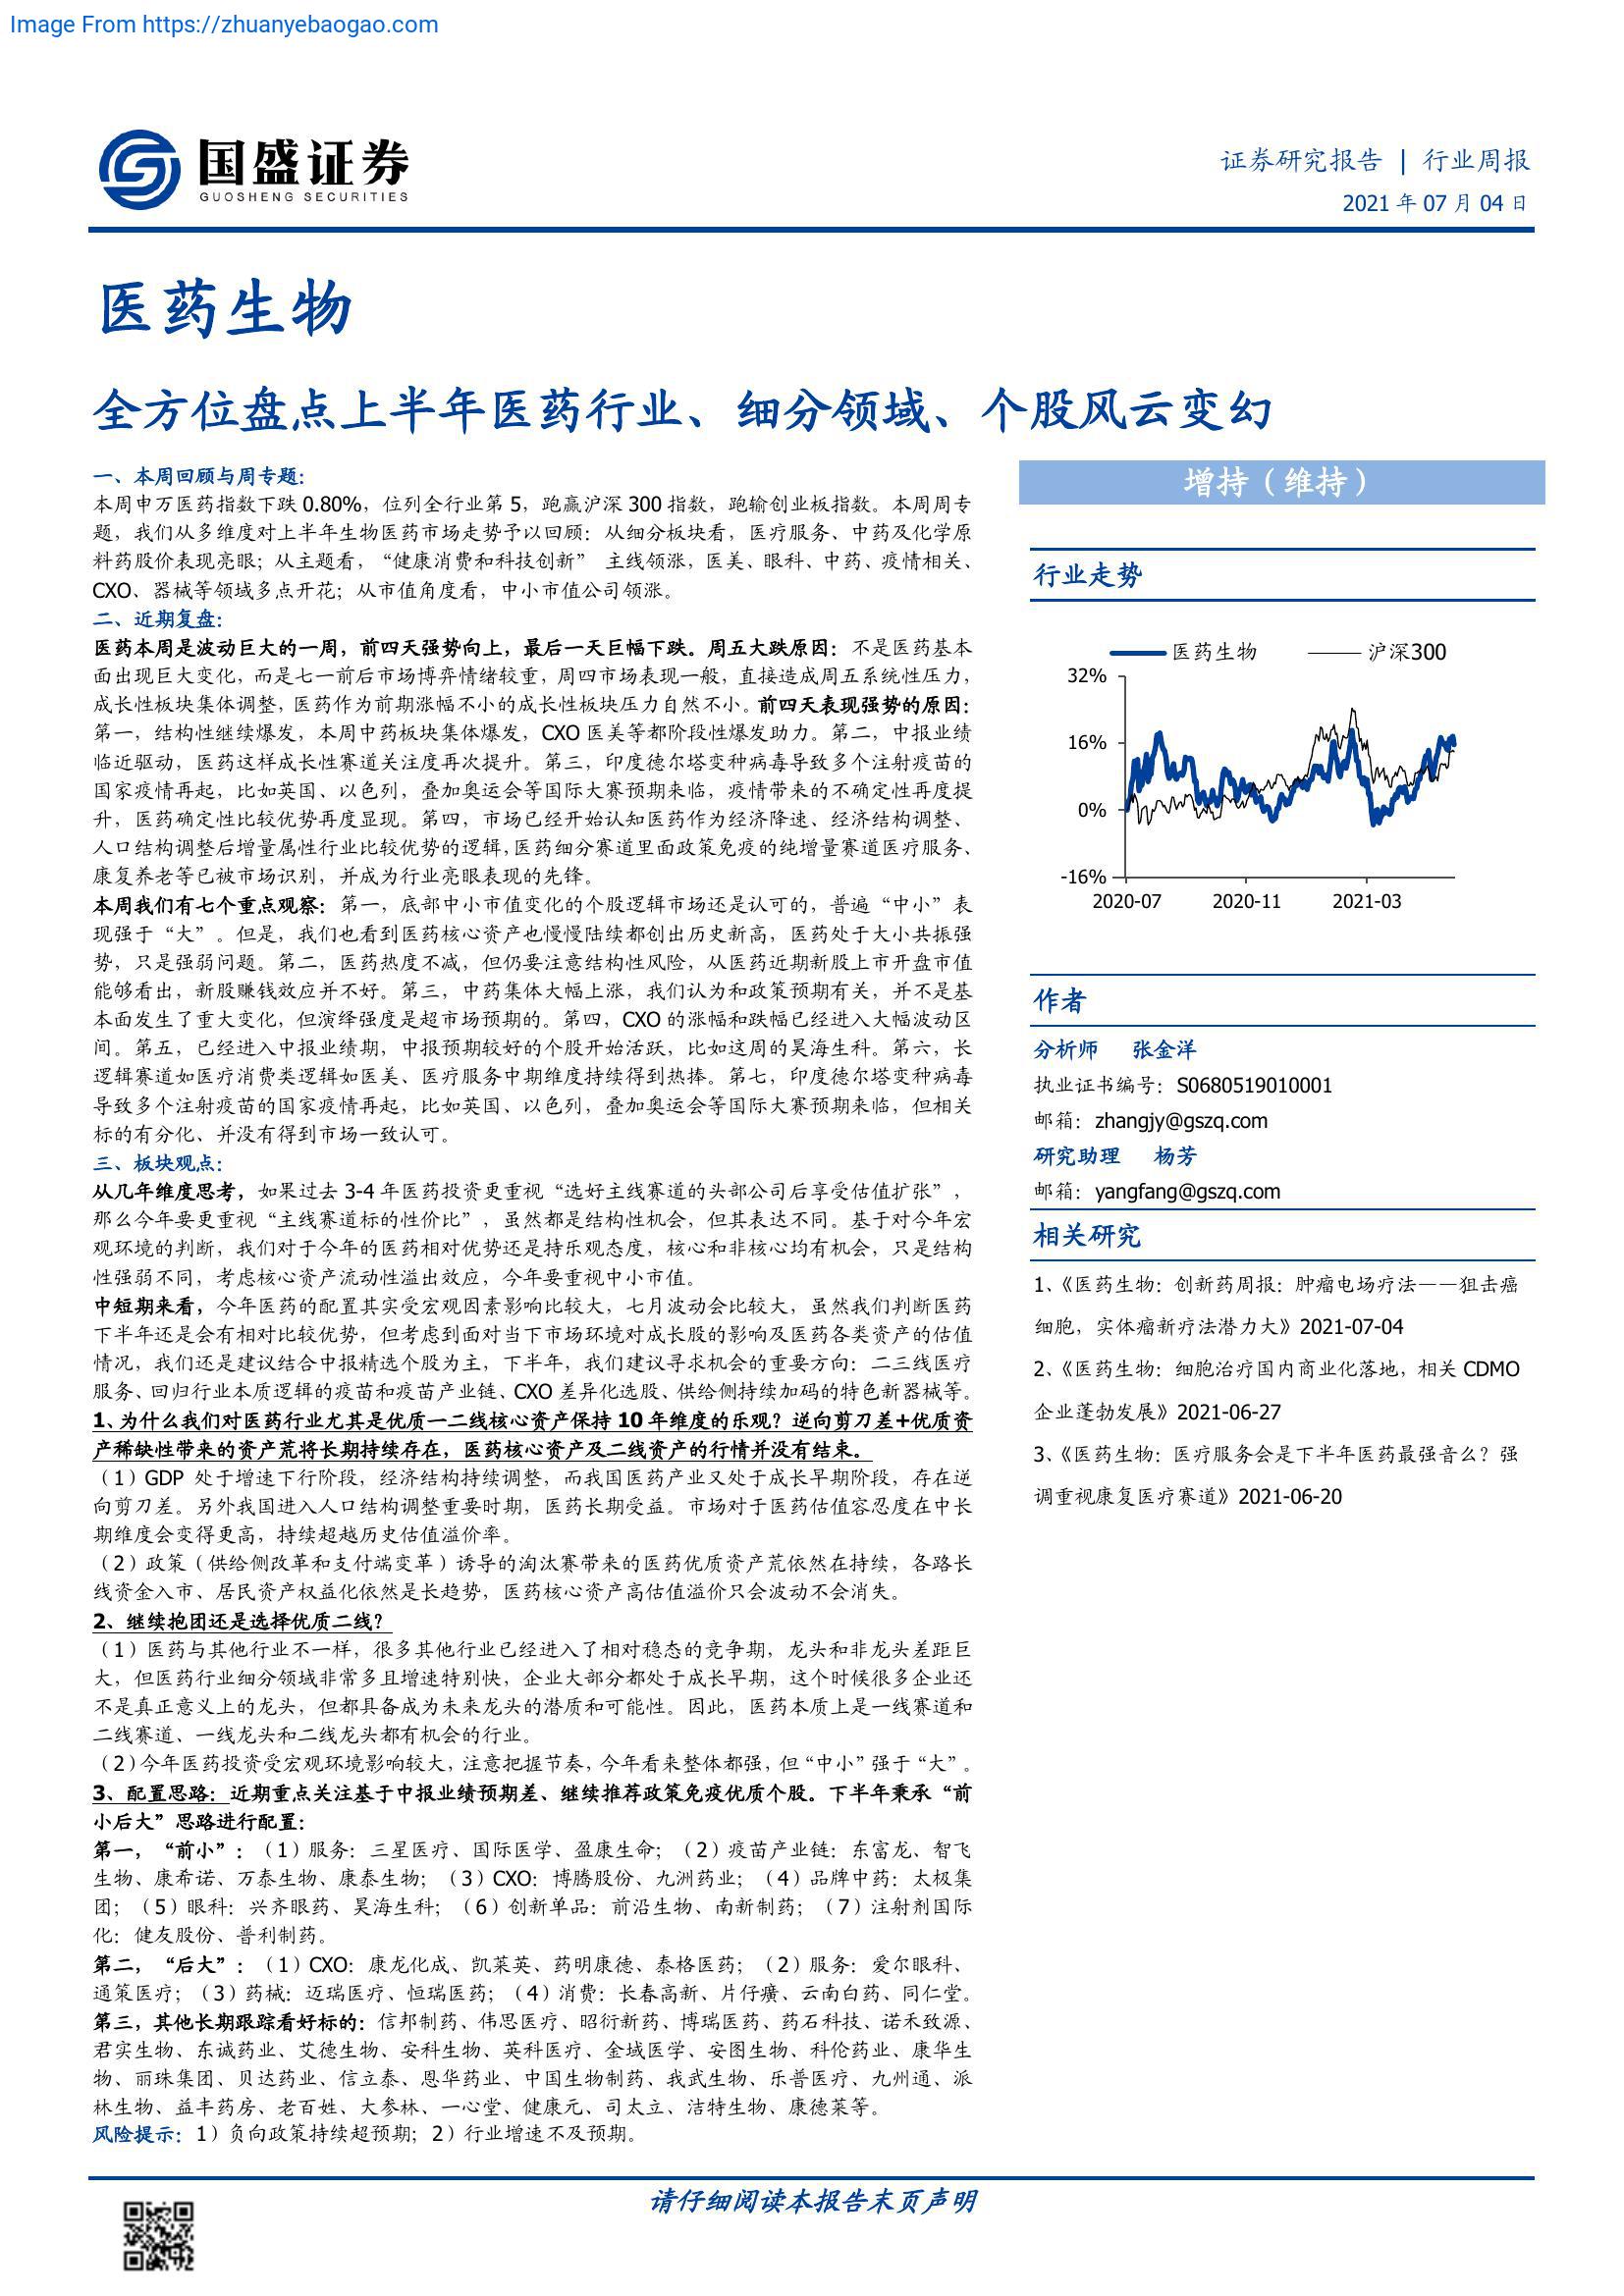 Image From https://zhuanyebaogao.com
国盛证券
GUOSHENG SECURITIES
证券研究报告 | 行业周报
2021 年 07 月 04 日
医药生物
全方位盘点上半年医药行业、细分领域、个股风云变幻
一、本周回顾与周专题：
本周申万医药指数下跌 0.80%，位列全行业第 5，跑赢沪深 300 指数，跑输创业板指数。本周周专
题，我们从多维度对上半年生物医药市场走势予以回顾：从细分板块看，医疗服务、中药及化学原
料药股价表现亮眼；从主题看，“健康消费和科技创新” 主线领涨，医美、眼科、中药、疫情相关、
CXO、器械等领域多点开花；从市值角度看，中小市值公司领涨。
二、近期复盘：
医药本周是波动巨大的一周，前四天强势向上，最后一天巨幅下跌。周五大跌原因：不是医药基本
面出现巨大变化，而是七一前后市场博弈情绪较重，周四市场表现一般，直接造成周五系统性压力，
成长性板块集体调整，医药作为前期涨幅不小的成长性板块压力自然不小。前四天表现强势的原因：
第一，结构性继续爆发，本周中药板块集体爆发，CXO 医美等都阶段性爆发助力。第二，中报业绩
临近驱动，医药这样成长性赛道关注度再次提升。第三，印度德尔塔变种病毒导致多个注射疫苗的
国家疫情再起，比如英国、以色列，叠加奥运会等国际大赛预期来临，疫情带来的不确定性再度提
升，医药确定性比较优势再度显现。第四，市场已经开始认知医药作为经济降速、经济结构调整、
人口结构调整后增量属性行业比较优势的逻辑，医药细分赛道里面政策免疫的纯增量赛道医疗服务、
康复养老等已被市场识别，并成为行业亮眼表现的先锋。
本周我们有七个重点观察：第一，底部中小市值变化的个股逻辑市场还是认可的，普遍“中小”表
现强于“大”。但是，我们也看到医药核心资产也慢慢陆续都创出历史新高，医药处于大小共振强
势，只是强弱问题。第二，医药热度不减，但仍要注意结构性风险，从医药近期新股上市开盘市值
能够看出，新股赚钱效应并不好。第三，中药集体大幅上涨，我们认为和政策预期有关，并不是基
本面发生了重大变化，但演绎强度是超市场预期的。第四，CXO 的涨幅和跌幅已经进入大幅波动区
间。第五，已经进入中报业绩期，中报预期较好的个股开始活跃，比如这周的昊海生科。第六，长
逻辑赛道如医疗消费类逻辑如医美、医疗服务中期维度持续得到热捧。第七，印度德尔塔变种病毒
导致多个注射疫苗的国家疫情再起，比如英国、以色列，叠加奥运会等国际大赛预期来临，但相关
标的有分化、并没有得到市场一致认可。
三、板块观点：
从几年维度思考，如果过去 3-4 年医药投资更重视“选好主线赛道的头部公司后享受估值扩张”，
那么今年要更重视“主线赛道标的性价比”，虽然都是结构性机会，但其表达不同。基于对今年宏
观环境的判断，我们对于今年的医药相对优势还是持乐观态度，核心和非核心均有机会，只是结构
性强弱不同，考虑核心资产流动性溢出效应，今年要重视中小市值。
中短期来看，今年医药的配置其实受宏观因素影响比较大，七月波动会比较大，虽然我们判断医药
下半年还是会有相对比较优势，但考虑到面对当下市场环境对成长股的影响及医药各类资产的估值
情况，我们还是建议结合中报精选个股为主，下半年，我们建议寻求机会的重要方向：二三线医疗
服务、回归行业本质逻辑的疫苗和疫苗产业链、CXO 差异化选股、供给侧持续加码的特色新器械等。
1、为什么我们对医药行业尤其是优质一二线核心资产保持 10 年维度的乐观？逆向剪刀差+优质资
产稀缺性带来的资产荒将长期持续存在，医药核心资产及二线资产的行情并没有结束。
（1）GDP 处于增速下行阶段，经济结构持续调整，而我国医药产业又处于成长早期阶段，存在逆
向剪刀差。另外我国进入人口结构调整重要时期，医药长期受益。市场对于医药估值容忍度在中长
期维度会变得更高，持续超越历史估值溢价率。
（2）政策（供给侧改革和支付端变革）诱导的淘汰赛带来的医药优质资产荒依然在持续，各路长
线资金入市、居民资产权益化依然是长趋势，医药核心资产高估值溢价只会波动不会消失。
2、继续抱团还是选择优质二线？
（1）医药与其他行业不一样，很多其他行业已经进入了相对稳态的竞争期，龙头和非龙头差距巨
大，但医药行业细分领域非常多且增速特别快，企业大部分都处于成长早期，这个时候很多企业还
不是真正意义上的龙头，但都具备成为未来龙头的潜质和可能性。因此，医药本质上是一线赛道和
二线赛道、一线龙头和二线龙头都有机会的行业。
（2）今年医药投资受宏观环境影响较大，注意把握节奏，今年看来整体都强，但“中小”强于“大”。
3、配置思路：近期重点关注基于中报业绩预期差、继续推荐政策免疫优质个股。下半年秉承“前
小后大”思路进行配置：
第一，“前小”：（1）服务：三星医疗、国际医学、盈康生命；（2）疫苗产业链：东富龙、智飞
生物、康希诺、万泰生物、康泰生物；（3）CXO：博腾股份、九洲药业；（4）品牌中药：太极集
团；（5）眼科：兴齐眼药、昊海生科；（6）创新单品：前沿生物、南新制药；（7）注射剂国际
化：健友股份、普利制药。
第二，“后大”：（1）CXO：康龙化成、凯莱英、药明康德、泰格医药；（2）服务：爱尔眼科、
通策医疗；（3）药械：迈瑞医疗、恒瑞医药；（4）消费：长春高新、片仔癀、云南白药、同仁堂。
第三，其他长期跟踪看好标的：信邦制药、伟思医疗、昭衍新药、博瑞医药、药石科技、诺禾致源、
君实生物、东诚药业、艾德生物、安科生物、英科医疗、金域医学、安图生物、科伦药业、康华生
物、丽珠集团、贝达药业、信立泰、恩华药业、中国生物制药、我武生物、乐普医疗、九州通、派
林生物、益丰药房、老百姓、大参林、一心堂、健康元、司太立、洁特生物、康德莱等。
风险提示：1）负向政策持续超预期；2）行业增速不及预期。
增持（维持）
行业走势
医药生物 沪深300
32%
16%
0%
-16%
2020-07 2020-11 2021-03
作者
分析师 张金洋
执业证书编号：S0680519010001
邮箱：zhangjy@gszq.com
研究助理 杨芳
邮箱：yangfang@gszq.com
相关研究
1、《医药生物：创新药周报：肿瘤电场疗法——狙击癌
细胞，实体瘤新疗法潜力大》2021-07-04
2、《医药生物：细胞治疗国内商业化落地，相关 CDMO
企业蓬勃发展》2021-06-27
3、《医药生物：医疗服务会是下半年医药最强音么？强
调重视康复医疗赛道》2021-06-20
请仔细阅读本报告末页声明